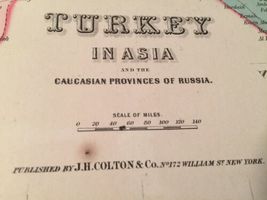 TURKEY
IN ASIA
AND THE
CAUCASIAN PROVINCES OF RUSSIA.
SCALE OF MILES.
0 20 40 60 80 100 120 140
PUBLISHED BY J.H. COLTON & Co. No 172 WILLIAM ST. NEW YORK.